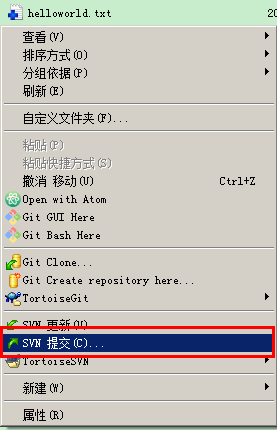 helloworld.txt 20
查看(V)
排序方式(O)
分组依据(P)
刷新(E)
自定义文件夹(F)...
粘贴(P)
粘贴快捷方式(S)
撤消 移动(U) Ctrl+Z
Open with Atom
Git GUI Here
Git Bash Here
Git Clone...
Git Create repository here...
TortoiseGit
SVN 更新(U)
SVN 提交(C)...
TortoiseSVN
新建(W)
属性(R)